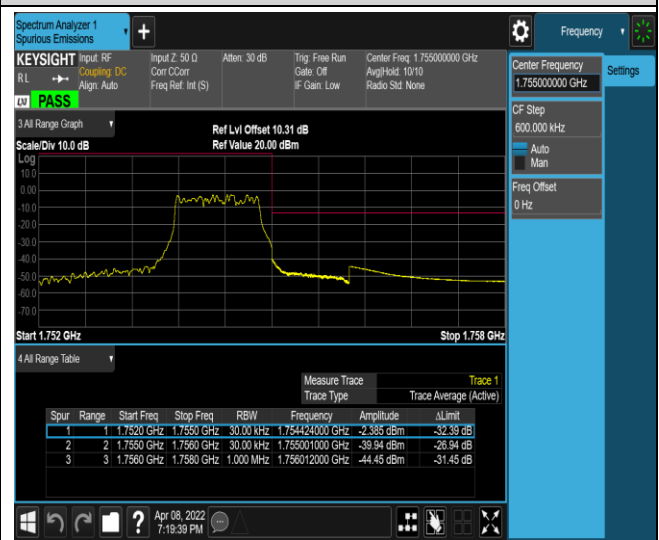 Spectrum Analyzer 1
Spurious Emissions
Frequency
KEYSIGHT Input: RF Input Z: 50 Ω Atten: 30 dB Trig: Free Run Center Freq: 1.755000000 GHz
RL Coupling: DC Corr CCorr Gate: Off Avg|Hold: 10/10
Align: Auto Freq Ref: Int (S) IF Gain: Low Radio Std: None
PASS
Center Frequency
1.755000000 GHz
Settings
CF Step
600.000 kHz
Auto
Man
Freq Offset
0 Hz
3 All Range Graph
Ref Lvl Offset 10.31 dB
Scale/Div 10.0 dB Ref Value 20.00 dBm
Log
10.0
0.00
-10.0
-20.0
-30.0
-40.0
-50.0
-60.0
-70.0
Start 1.752 GHz Stop 1.758 GHz
4 All Range Table
Measure Trace Trace 1
Trace Type Trace Average (Active)
Spur Range Start Freq Stop Freq RBW Frequency Amplitude ΔLimit
1 1 1.7520 GHz 1.7550 GHz 30.00 kHz 1.754424000 GHz -2.385 dBm -32.39 dB
2 2 1.7550 GHz 1.7560 GHz 30.00 kHz 1.755001000 GHz -39.94 dBm -26.94 dB
3 3 1.7560 GHz 1.7580 GHz 1.000 MHz 1.756012000 GHz -44.45 dBm -31.45 dB
Apr 08, 2022
7:19:39 PM